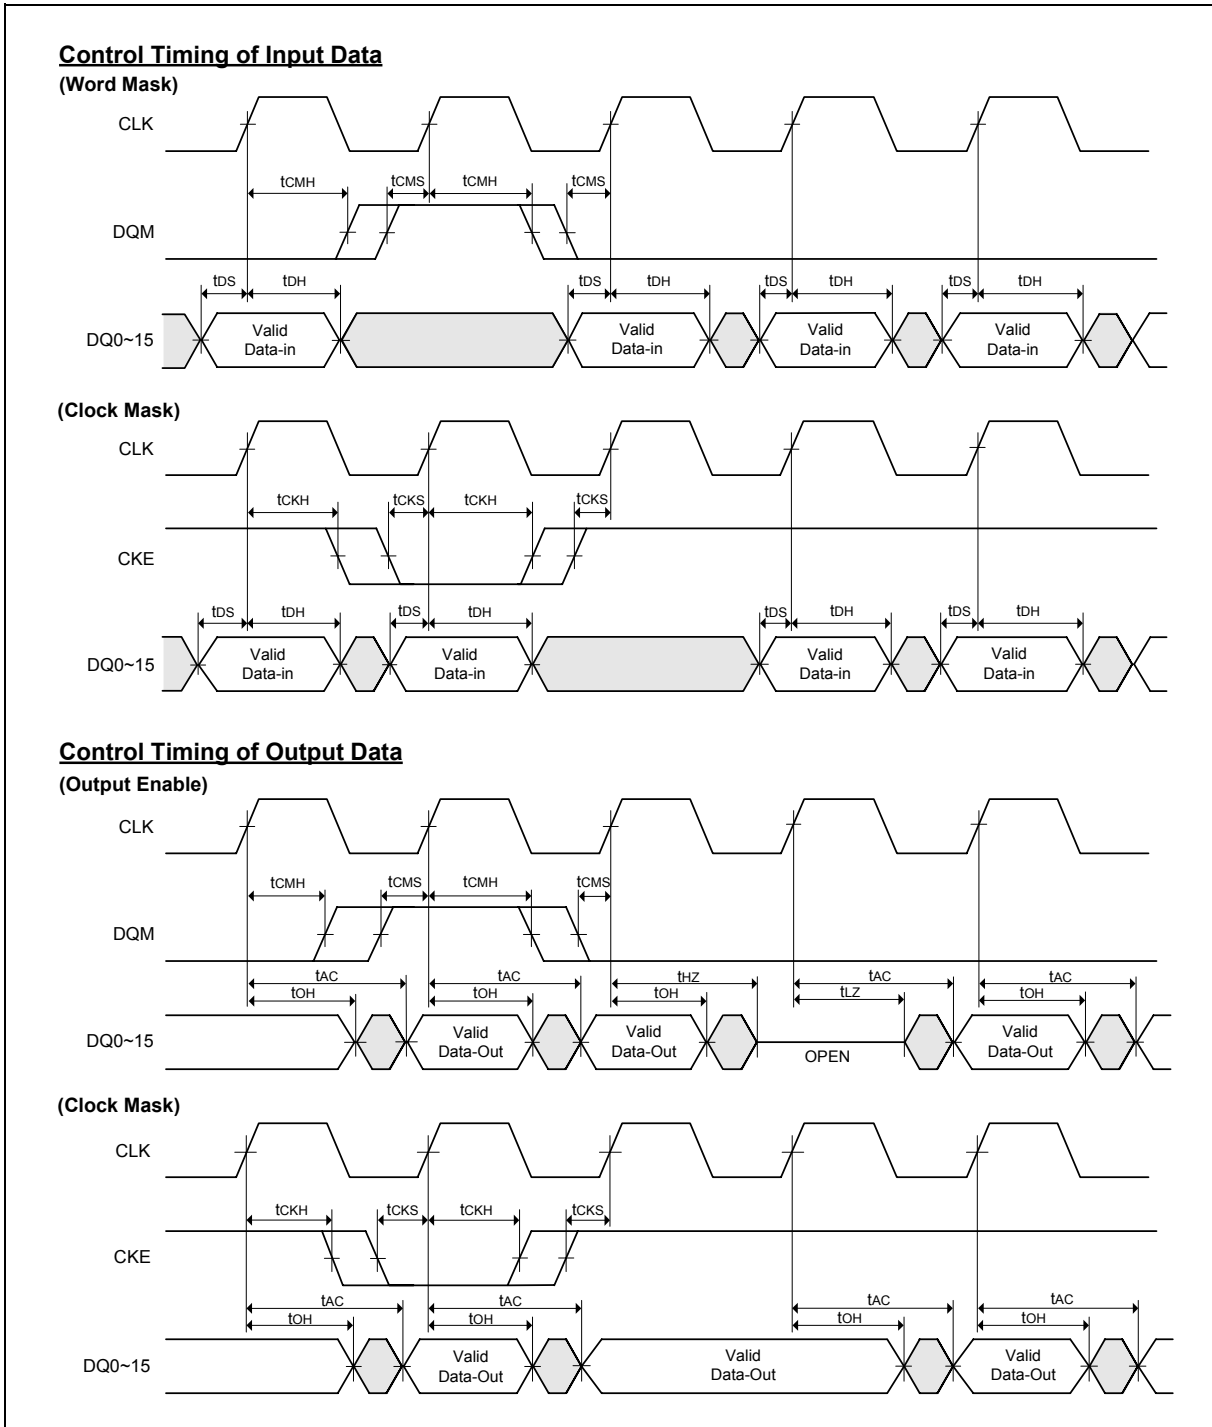 Control Timing of Input Data
(Word Mask)
CLK
tCMH tCMS tCMH tCMS
DQM
tDS tDH tDS tDH tDS tDH tDS tDH
DQ0~15
Valid Data-in
Valid Data-in
Valid Data-in
Valid Data-in
(Clock Mask)
CLK
tCKH tCKS tCKH tCKS
CKE
tDS tDH tDS tDH tDS tDH tDS tDH
DQ0~15
Valid Data-in
Valid Data-in
Valid Data-in
Valid Data-in
Control Timing of Output Data
(Output Enable)
CLK
tCMH tCMS tCMH tCMS
DQM
tAC tAC tHZ tAC tAC
tOH tOH tOH tLZ tOH
DQ0~15
Valid Data-Out
Valid Data-Out
OPEN
Valid Data-Out
(Clock Mask)
CLK
tCKH tCKS tCKH tCKS
CKE
tAC tAC tAC tAC
tOH tOH tOH tOH
DQ0~15
Valid Data-Out
Valid Data-Out
Valid Data-Out